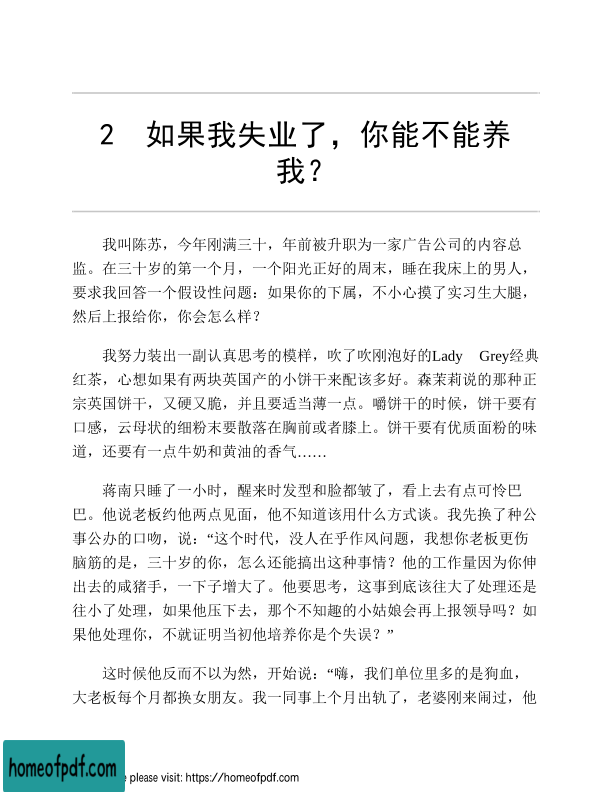 2 如果我失业了，你能不能养
我？
我叫陈苏，今年刚满三十，年前被升职为一家广告公司的内容总
监。在三十岁的第一个月，一个阳光正好的周末，睡在我床上的男人，
要求我回答一个假设性问题：如果你的下属，不小心摸了实习生大腿，
然后上报给你，你会怎么样？
我努力装出一副认真思考的模样，吹了吹刚泡好的Lady Grey经典
红茶，心想如果有两块英国产的小饼干来配该多好。森茉莉说的那种正
宗英国饼干，又硬又脆，并且要适当薄一点。嚼饼干的时候，饼干要有
口感，云母状的细粉末要散落在胸前或者膝上。饼干要有优质面粉的味
道，还要有一点牛奶和黄油的香气……
蒋南只睡了一小时，醒来时发型和脸都皱了，看上去有点可怜巴
巴。他说老板约他两点见面，他不知道该用什么方式谈。我先换了种公
事公办的口吻，说：“这个时代，没人在乎作风问题，我想你老板更伤
脑筋的是，三十岁的你，怎么还能搞出这种事情？他的工作量因为你伸
出去的咸猪手，一下子增大了。他要思考，这事到底该往大了处理还是
往小了处理，如果他压下去，那个不知趣的小姑娘会再上报领导吗？如
果他处理你，不就证明当初他培养你是个失误？”
这时候他反而不以为然，开始说：“嗨，我们单位里多的是狗血，
大老板每个月都换女朋友。我一同事上个月出轨了，老婆刚来闹过，他
homeofpdf.com
e please visit: https://homeofpdf.com